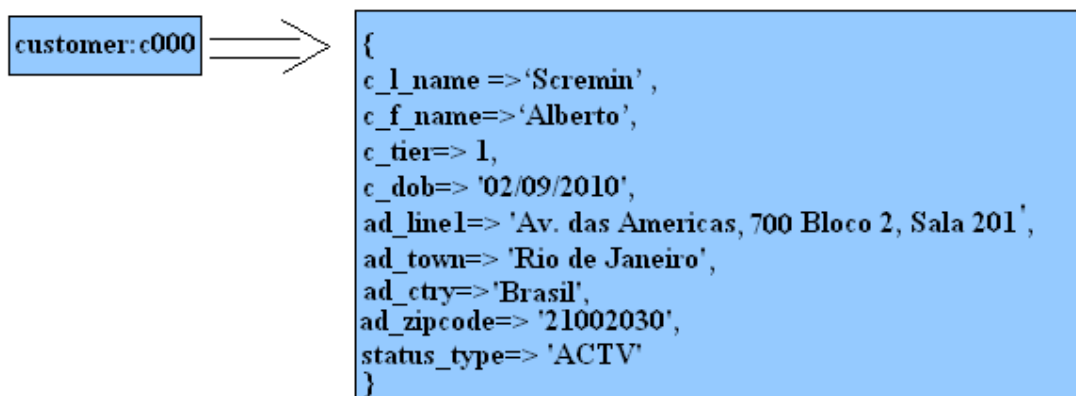 customer:c000
{
c_l_name =>‘Scremin’ ,
c_f_name=>‘Alberto’,
c_tier=> 1,
c_dob=> '02/09/2010',
ad_line1=> 'Av. das Americas, 700 Bloco 2, Sala 201',
ad_town=> 'Rio de Janeiro',
ad_ctry=>'Brasil',
ad_zipcode=> '21002030',
status_type=> 'ACTV'
}